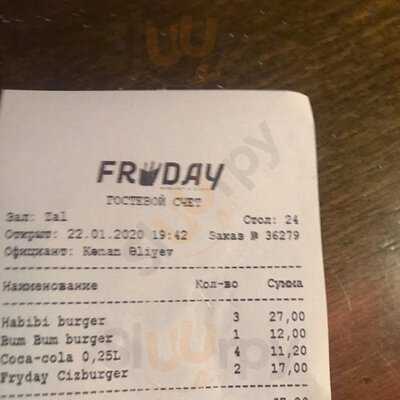 FRYDAY
ГОСТЕВОЙ СЧЕТ
Зал: Zal Стол: 24
Открыт: 22.01.2020 19:42 Заказ № 36279
Официант: Kenan Əliyev
Наименование Кол-во Сумма
Habibi burger 3 27,00
Bum Bum burger 1 12,00
Coca-cola 0,25L 4 11,20
Fryday Cizburger 2 17,00